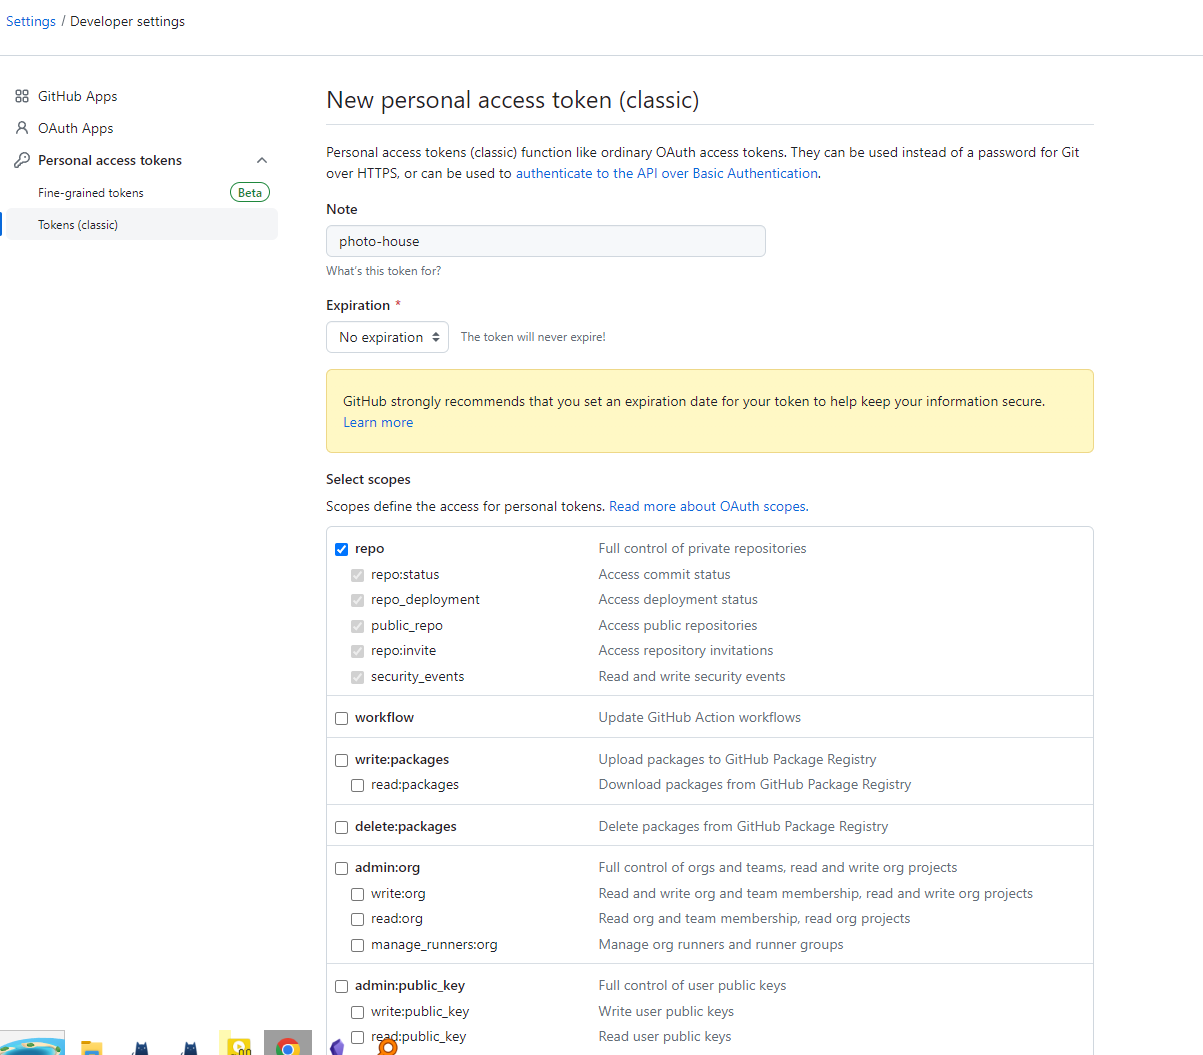 Settings / Developer settings
GitHub Apps
OAuth Apps
Personal access tokens
Fine-grained tokens Beta
Tokens (classic)
New personal access token (classic)
Personal access tokens (classic) function like ordinary OAuth access tokens. They can be used instead of a password for Git
over HTTPS, or can be used to authenticate to the API over Basic Authentication.
Note
photo-house
What's this token for?
Expiration *
No expiration The token will never expire!
GitHub strongly recommends that you set an expiration date for your token to help keep your information secure.
Learn more
Select scopes
Scopes define the access for personal tokens. Read more about OAuth scopes.
repo Full control of private repositories
repo:status Access commit status
repo_deployment Access deployment status
public_repo Access public repositories
repo:invite Access repository invitations
security_events Read and write security events
workflow Update GitHub Action workflows
write:packages Upload packages to GitHub Package Registry
read:packages Download packages from GitHub Package Registry
delete:packages Delete packages from GitHub Package Registry
admin:org Full control of orgs and teams, read and write org projects
write:org Read and write org and team membership, read and write org projects
read:org Read org and team membership, read org projects
manage_runners:org Manage org runners and runner groups
admin:public_key Full control of user public keys
write:public_key Write user public keys
read:public_key Read user public keys